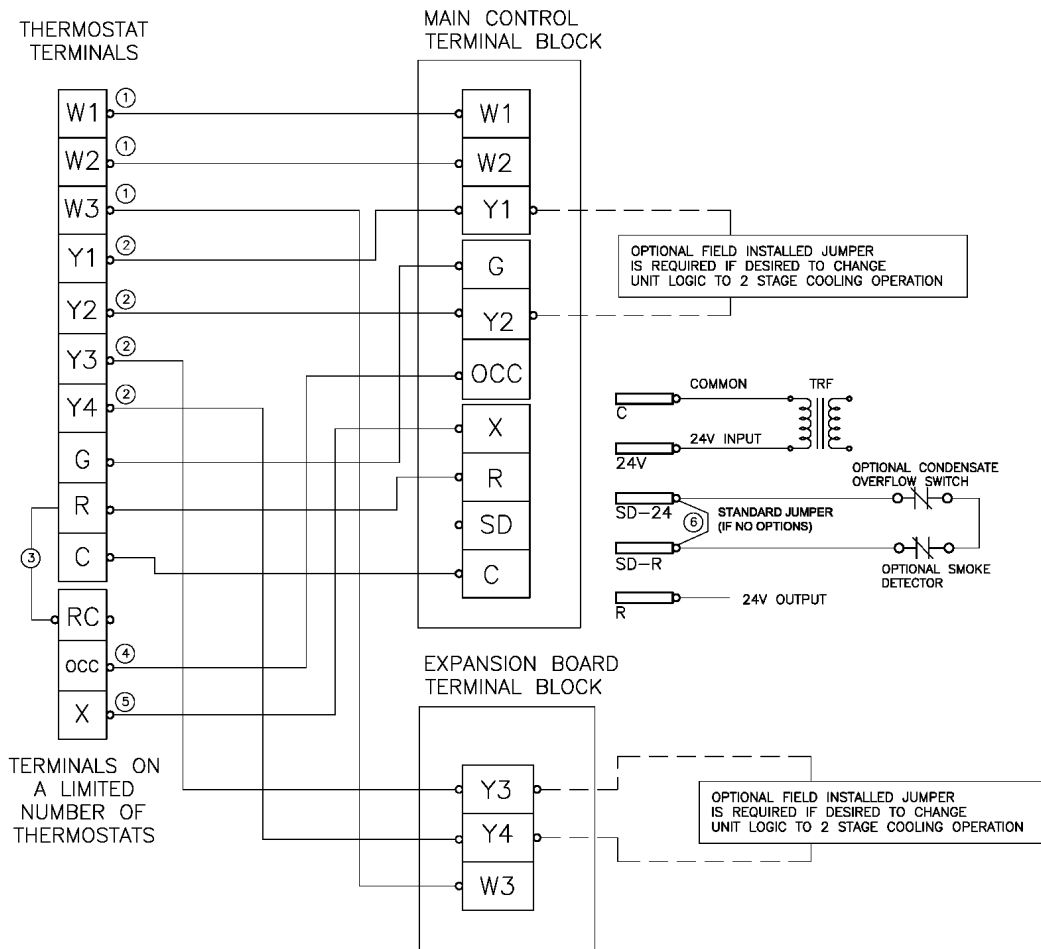 THERMOSTAT
TERMINALS
W1 ①
W2 ①
W3 ①
Y1 ②
Y2 ②
Y3 ②
Y4 ②
G
R
C
③
RC
OCC ④
X ⑤
TERMINALS ON
A LIMITED
NUMBER OF
THERMOSTATS
MAIN CONTROL
TERMINAL BLOCK
W1
W2
Y1
G
Y2
OCC
X
R
SD
C
OPTIONAL FIELD INSTALLED JUMPER
IS REQUIRED IF DESIRED TO CHANGE
UNIT LOGIC TO 2 STAGE COOLING OPERATION
COMMON
TRF
C
24V INPUT
24V
OPTIONAL CONDENSATE
OVERFLOW SWITCH
SD-24
⑥
STANDARD JUMPER
(IF NO OPTIONS)
SD-R
OPTIONAL SMOKE
DETECTOR
24V OUTPUT
R
EXPANSION BOARD
TERMINAL BLOCK
Y3
Y4
W3
OPTIONAL FIELD INSTALLED JUMPER
IS REQUIRED IF DESIRED TO CHANGE
UNIT LOGIC TO 2 STAGE COOLING OPERATION